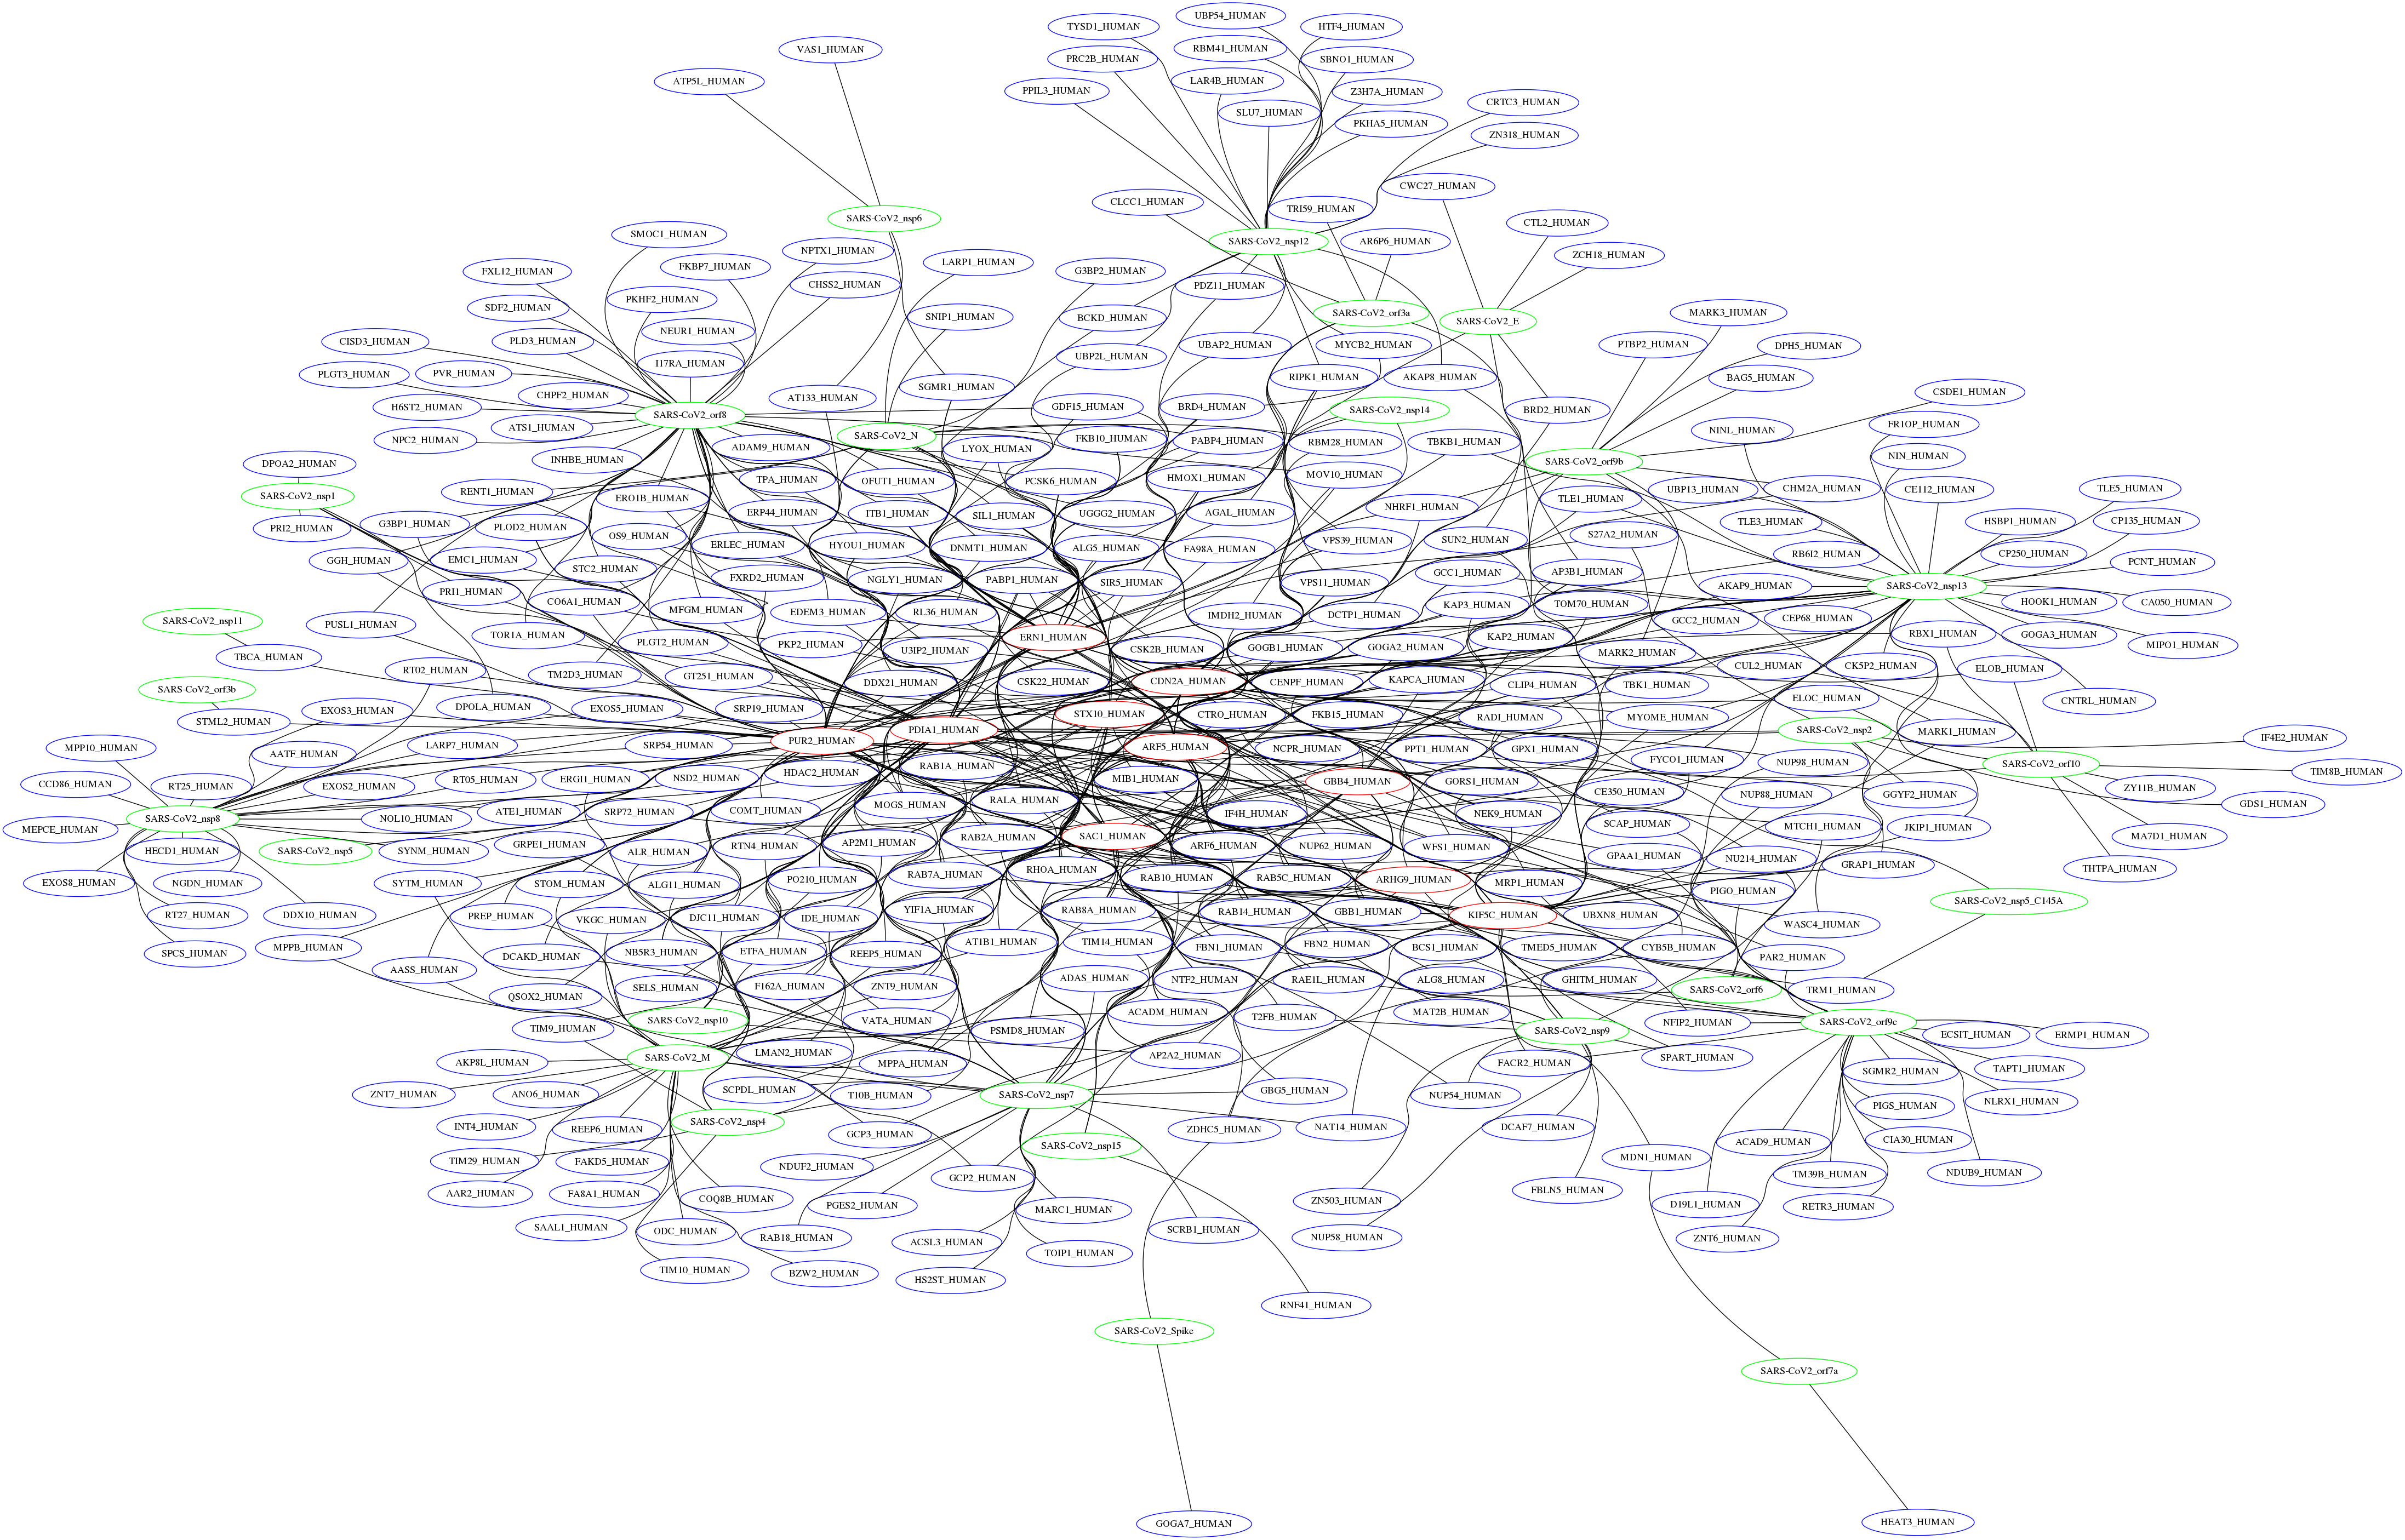 UBP54_HUMAN
TYSD1_HUMAN
HTF4_HUMAN
VAS1_HUMAN
RBM41_HUMAN
PRC2B_HUMAN
SBNO1_HUMAN
ATP5L_HUMAN
LAR4B_HUMAN
PPIL3_HUMAN
Z3H7A_HUMAN
CRTC3_HUMAN
SLU7_HUMAN
PKHA5_HUMAN
ZN318_HUMAN
CWC27_HUMAN
CLCC1_HUMAN
TRI59_HUMAN
SARS-CoV2_nsp6
CTL2_HUMAN
SMOC1_HUMAN
SARS-CoV2_nsp12
AR6P6_HUMAN
NPTX1_HUMAN
ZCH18_HUMAN
LARP1_HUMAN
FKBP7_HUMAN
FXL12_HUMAN
G3BP2_HUMAN
CHSS2_HUMAN
PDZ11_HUMAN
PKHF2_HUMAN
SDF2_HUMAN
SARS-CoV2_orf3a
MARK3_HUMAN
SNIP1_HUMAN
BCKD_HUMAN
SARS-CoV2_E
NEUR1_HUMAN
CISD3_HUMAN
PLD3_HUMAN
UBAP2_HUMAN
MYCB2_HUMAN
PTBP2_HUMAN
DPH5_HUMAN
UBP2L_HUMAN
I17RA_HUMAN
PLGT3_HUMAN
PVR_HUMAN
RIPK1_HUMAN
AKAP8_HUMAN
BAG5_HUMAN
SGMR1_HUMAN
CSDE1_HUMAN
CHPF2_HUMAN
AT133_HUMAN
H6ST2_HUMAN
GDF15_HUMAN
BRD4_HUMAN
SARS-CoV2_nsp14
BRD2_HUMAN
SARS-CoV2_orf8
FR1OP_HUMAN
ATS1_HUMAN
NINL_HUMAN
SARS-CoV2_N
NPC2_HUMAN
FKB10_HUMAN
PABP4_HUMAN
RBM28_HUMAN
TBKB1_HUMAN
ADAM9_HUMAN
LYOX_HUMAN
NIN_HUMAN
INHBE_HUMAN
SARS-CoV2_orf9b
DPOA2_HUMAN
MOV10_HUMAN
TPA_HUMAN
OFUT1_HUMAN
PCSK6_HUMAN
HMOX1_HUMAN
UBP13_HUMAN
CHM2A_HUMAN
CE112_HUMAN
TLE5_HUMAN
RENT1_HUMAN
SARS-CoV2_nsp1
ERO1B_HUMAN
TLE1_HUMAN
NHRF1_HUMAN
ERP44_HUMAN
ITB1_HUMAN
SIL1_HUMAN
UGGG2_HUMAN
AGAL_HUMAN
TLE3_HUMAN
HSBP1_HUMAN
CP135_HUMAN
G3BP1_HUMAN
PLOD2_HUMAN
PRI2_HUMAN
OS9_HUMAN
S27A2_HUMAN
SUN2_HUMAN
VPS39_HUMAN
ERLEC_HUMAN
HYOU1_HUMAN
DNMT1_HUMAN
ALG5_HUMAN
FA98A_HUMAN
RB6I2_HUMAN
CP250_HUMAN
EMC1_HUMAN
GGH_HUMAN
STC2_HUMAN
PCNT_HUMAN
GCC1_HUMAN
AP3B1_HUMAN
FXRD2_HUMAN
NGLY1_HUMAN
PABP1_HUMAN
SIR5_HUMAN
VPS11_HUMAN
AKAP9_HUMAN
SARS-CoV2_nsp13
PRI1_HUMAN
CO6A1_HUMAN
MFGM_HUMAN
EDEM3_HUMAN
RL36_HUMAN
IMDH2_HUMAN
DCTP1_HUMAN
KAP3_HUMAN
TOM70_HUMAN
HOOK1_HUMAN
CA050_HUMAN
SARS-CoV2_nsp11
PUSL1_HUMAN
TOR1A_HUMAN
GCC2_HUMAN
CEP68_HUMAN
PLGT2_HUMAN
PKP2_HUMAN
ERN1_HUMAN
KAP2_HUMAN
RBX1_HUMAN
GOGA3_HUMAN
MIPO1_HUMAN
TBCA_HUMAN
U3IP2_HUMAN
CSK2B_HUMAN
GOGB1_HUMAN
GOGA2_HUMAN
MARK2_HUMAN
RT02_HUMAN
TM2D3_HUMAN
GT251_HUMAN
CUL2_HUMAN
CK5P2_HUMAN
ELOB_HUMAN
SARS-CoV2_orf3b
DDX21_HUMAN
CSK22_HUMAN
CDN2A_HUMAN
CENPF_HUMAN
KAPCA_HUMAN
CLIP4_HUMAN
TBK1_HUMAN
EXOS3_HUMAN
DPOLA_HUMAN
EXOS5_HUMAN
SRP19_HUMAN
ELOC_HUMAN
CNTRL_HUMAN
STML2_HUMAN
STX10_HUMAN
CTRO_HUMAN
FKB15_HUMAN
RADI_HUMAN
MYOME_HUMAN
MPP10_HUMAN
LARP7_HUMAN
SRP54_HUMAN
PUR2_HUMAN
PDIA1_HUMAN
ARF5_HUMAN
NCPR_HUMAN
PPT1_HUMAN
GPX1_HUMAN
SARS-CoV2_nsp2
MARK1_HUMAN
IF4E2_HUMAN
AATF_HUMAN
CCD86_HUMAN
RT25_HUMAN
EXOS2_HUMAN
RT05_HUMAN
ERGI1_HUMAN
NSD2_HUMAN
HDAC2_HUMAN
RAB1A_HUMAN
MIB1_HUMAN
GBB4_HUMAN
GORS1_HUMAN
FYCO1_HUMAN
NUP98_HUMAN
SARS-CoV2_orf10
TIM8B_HUMAN
MEPCE_HUMAN
SARS-CoV2_nsp8
NOL10_HUMAN
ATE1_HUMAN
SRP72_HUMAN
COMT_HUMAN
MOGS_HUMAN
RALA_HUMAN
IF4H_HUMAN
NEK9_HUMAN
CE350_HUMAN
NUP88_HUMAN
GGYF2_HUMAN
ZY11B_HUMAN
GDS1_HUMAN
HECD1_HUMAN
SARS-CoV2_nsp5
SYNM_HUMAN
GRPE1_HUMAN
ALR_HUMAN
RTN4_HUMAN
AP2M1_HUMAN
RAB2A_HUMAN
SAC1_HUMAN
ARF6_HUMAN
NUP62_HUMAN
WFS1_HUMAN
SCAP_HUMAN
MTCH1_HUMAN
JKIP1_HUMAN
MA7D1_HUMAN
EXOS8_HUMAN
NGDN_HUMAN
SYTM_HUMAN
STOM_HUMAN
ALG11_HUMAN
PO210_HUMAN
RAB7A_HUMAN
RHOA_HUMAN
RAB10_HUMAN
RAB5C_HUMAN
ARHG9_HUMAN
MRP1_HUMAN
GPAA1_HUMAN
NU214_HUMAN
GRAP1_HUMAN
THTPA_HUMAN
RT27_HUMAN
DDX10_HUMAN
PREP_HUMAN
VKGC_HUMAN
DJC11_HUMAN
IDE_HUMAN
YIF1A_HUMAN
RAB8A_HUMAN
RAB14_HUMAN
GBB1_HUMAN
KIF5C_HUMAN
UBXN8_HUMAN
PIGO_HUMAN
WASC4_HUMAN
SARS-CoV2_nsp5_C145A
SPCS_HUMAN
MPPB_HUMAN
DCAKD_HUMAN
NB5R3_HUMAN
ETFA_HUMAN
REEP5_HUMAN
AT1B1_HUMAN
TIM14_HUMAN
FBN1_HUMAN
FBN2_HUMAN
BCS1_HUMAN
TMED5_HUMAN
CYB5B_HUMAN
PAR2_HUMAN
AASS_HUMAN
QSOX2_HUMAN
SELS_HUMAN
F162A_HUMAN
ZNT9_HUMAN
ADAS_HUMAN
NTF2_HUMAN
RAE1L_HUMAN
ALG8_HUMAN
GHITM_HUMAN
SARS-CoV2_orf6
TRM1_HUMAN
TIM9_HUMAN
SARS-CoV2_nsp10
VATA_HUMAN
PSMD8_HUMAN
ACADM_HUMAN
T2FB_HUMAN
MAT2B_HUMAN
SARS-CoV2_nsp9
NFIP2_HUMAN
SARS-CoV2_orf9c
ECSIT_HUMAN
ERMP1_HUMAN
AKP8L_HUMAN
SARS-CoV2_M
LMAN2_HUMAN
MPPA_HUMAN
AP2A2_HUMAN
FACR2_HUMAN
SPART_HUMAN
SGMR2_HUMAN
TAPT1_HUMAN
ZNT7_HUMAN
ANO6_HUMAN
SCPDL_HUMAN
T10B_HUMAN
SARS-CoV2_nsp7
GBG5_HUMAN
NUP54_HUMAN
PIGS_HUMAN
NLRX1_HUMAN
INT4_HUMAN
REEP6_HUMAN
SARS-CoV2_nsp4
GCP3_HUMAN
SARS-CoV2_nsp15
ZDHC5_HUMAN
NAT14_HUMAN
DCAF7_HUMAN
ACAD9_HUMAN
CIA30_HUMAN
TIM29_HUMAN
FAKD5_HUMAN
NDUF2_HUMAN
GCP2_HUMAN
MDN1_HUMAN
TM39B_HUMAN
NDUB9_HUMAN
AAR2_HUMAN
FA8A1_HUMAN
COQ8B_HUMAN
PGES2_HUMAN
MARC1_HUMAN
ZN503_HUMAN
FBLN5_HUMAN
D19L1_HUMAN
RETR3_HUMAN
SAAL1_HUMAN
ODC_HUMAN
RAB18_HUMAN
ACSL3_HUMAN
SCRB1_HUMAN
NUP58_HUMAN
ZNT6_HUMAN
TOIP1_HUMAN
TIM10_HUMAN
BZW2_HUMAN
HS2ST_HUMAN
RNF41_HUMAN
SARS-CoV2_Spike
SARS-CoV2_orf7a
GOGA7_HUMAN
HEAT3_HUMAN